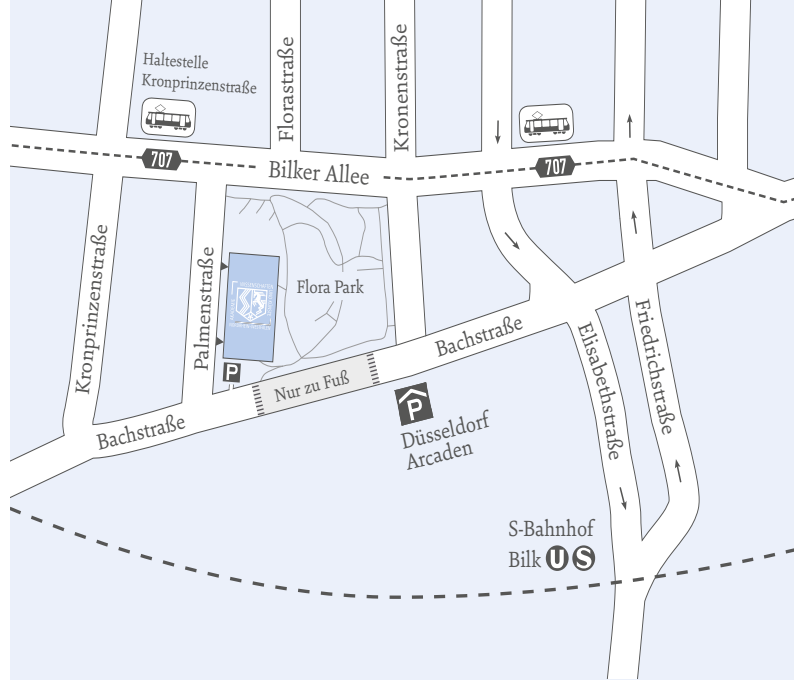 Haltestelle
Kronprinzenstraße
Florastraße
Kronenstraße
707
Bilker Allee
707
Kronprinzenstraße
Palmenstraße
Flora Park
P
Nur zu Fuß
Bachstraße
Bachstraße
P
Düsseldorf
Arcaden
Elisabethstraße
Friedrichstraße
S-Bahnhof
Bilk U S